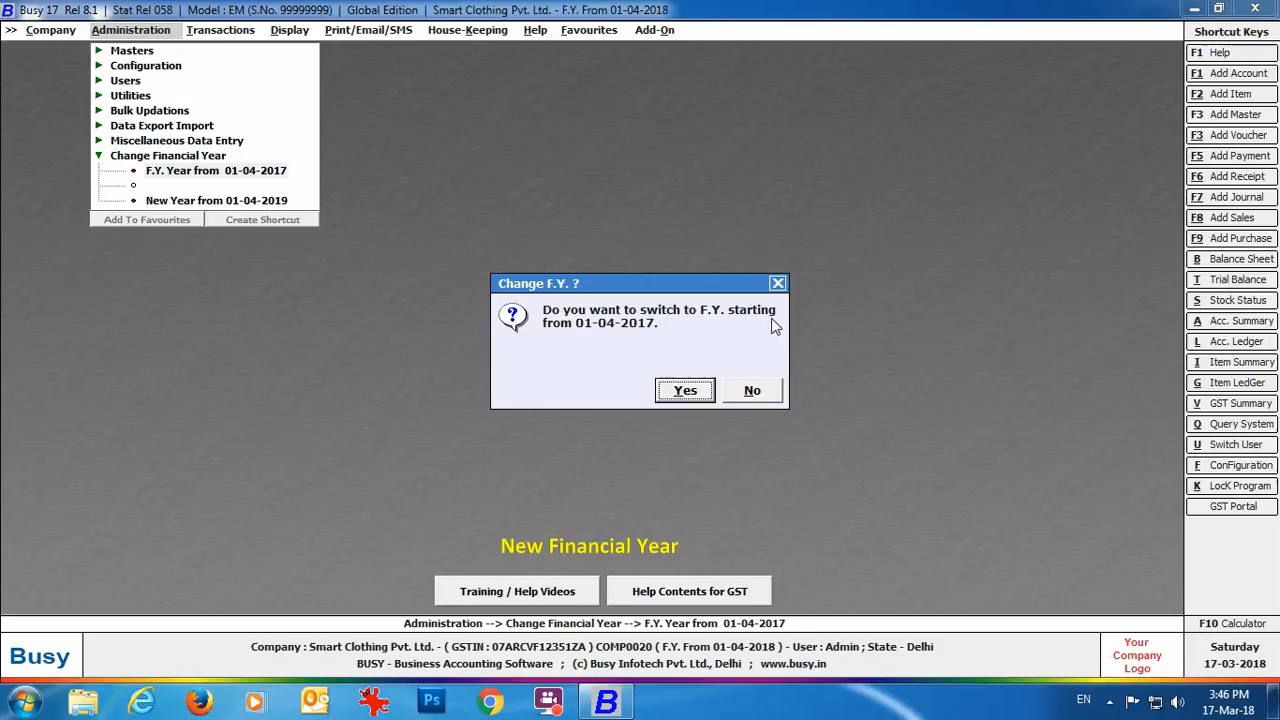 Busy 17 Rel 8.1 | Stat Rel 058 | Model : EM (S.No. 99999999) | Global Edition | Smart Clothing Pvt. Ltd. - F.Y. From 01-04-2018
>> Company Administration Transactions Display Print/Email/SMS House-Keeping Help Favourites Add-On
Shortcut Keys
Masters
Configuration
Users
Utilities
Bulk Updations
Data Export Import
Miscellaneous Data Entry
Change Financial Year
F.Y. Year from 01-04-2017
New Year from 01-04-2019
Add To Favourites Create Shortcut
Change F.Y. ?
Do you want to switch to F.Y. starting
from 01-04-2017.
Yes No
F1 Help
F1 Add Account
F2 Add Item
F3 Add Master
F3 Add Voucher
F5 Add Payment
F6 Add Receipt
F7 Add Journal
F8 Add Sales
F9 Add Purchase
B Balance Sheet
T Trial Balance
S Stock Status
A Acc. Summary
L Acc. Ledger
I Item Summary
G Item LedGer
V GST Summary
Q Query System
U Switch User
F ConFiguration
K LocK Program
GST Portal
New Financial Year
Training / Help Videos Help Contents for GST
Administration --> Change Financial Year --> F.Y. Year from 01-04-2017
F10 Calculator
Busy
Company : Smart Clothing Pvt. Ltd. - ( GSTIN : 07ARCVF12351ZA ) COMP0020 ( F.Y. From 01-04-2018 ) - User : Admin ; State - Delhi
BUSY - Business Accounting Software ; (c) Busy Infotech Pvt. Ltd., Delhi ; www.busy.in
Your
Company
Logo
Saturday
17-03-2018
Ps
B
EN
3:46 PM
17-Mar-18